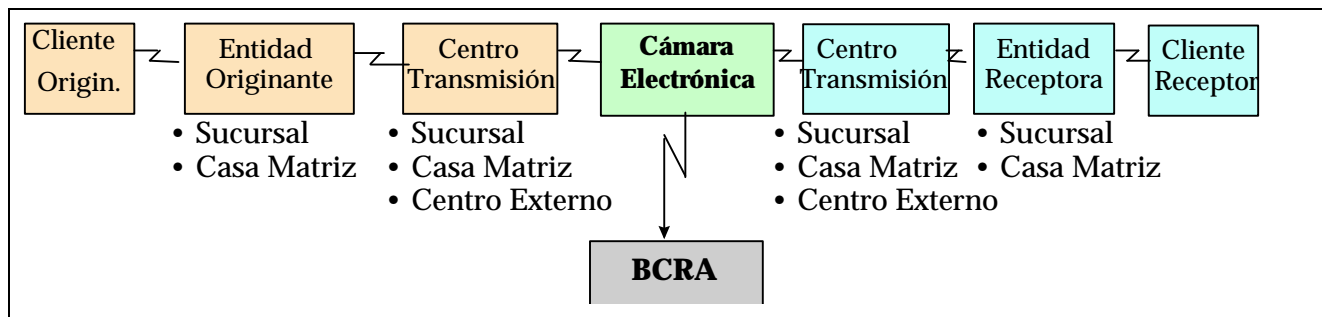 Cliente
Origin.
Entidad
Originante
• Sucursal
• Casa Matriz
Centro
Transmisión
• Sucursal
• Casa Matriz
• Centro Externo
Cámara
Electrónica
BCRA
Centro
Transmisión
• Sucursal
• Casa Matriz
• Centro Externo
Entidad
Receptora
• Sucursal
• Casa Matriz
Cliente
Receptor